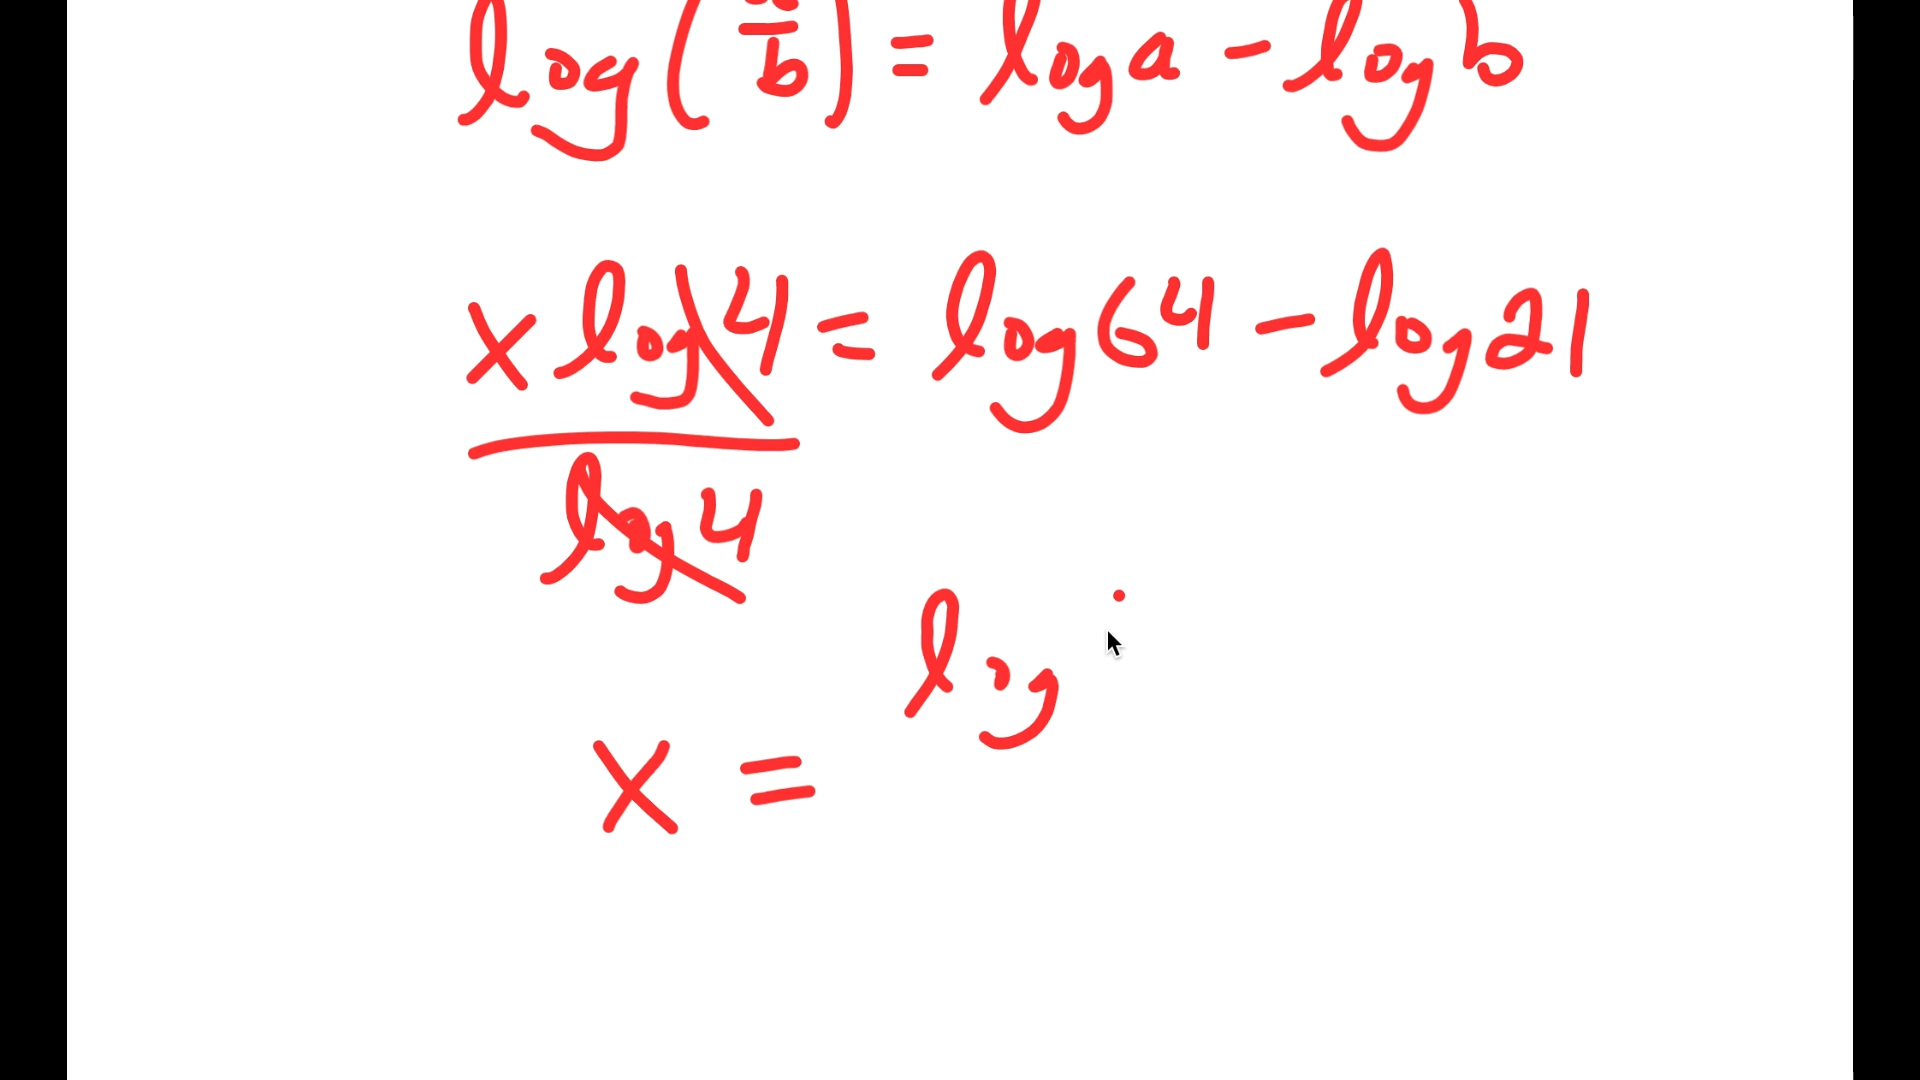 log(a/b) = log a - log b
x log 4 = log 64 - log 21
log 4
log
x =